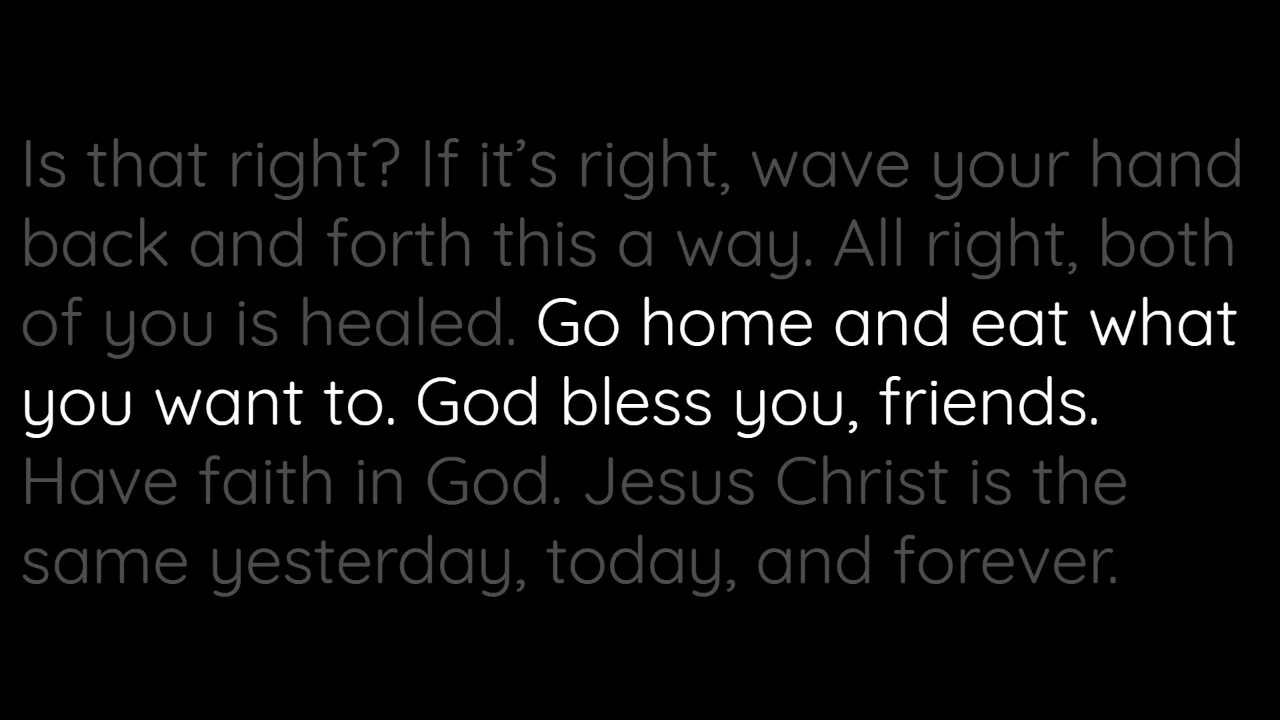 Is that right? If it’s right, wave your hand
back and forth this a way. All right, both
of you is healed. Go home and eat what
you want to. God bless you, friends.
Have faith in God. Jesus Christ is the
same yesterday, today, and forever.